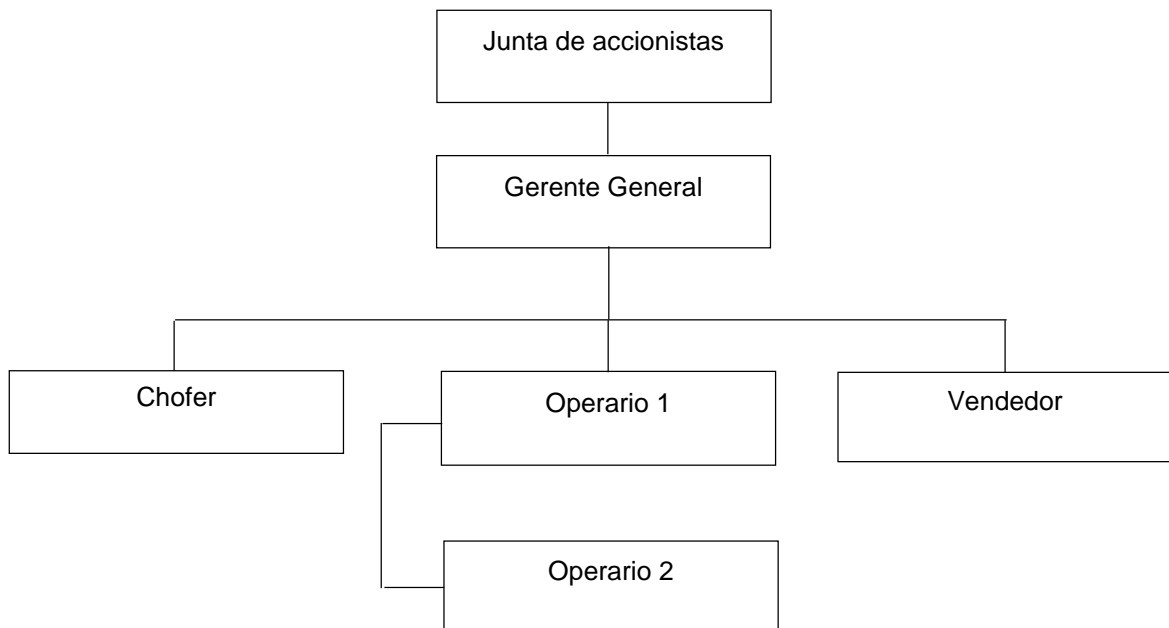 Junta de accionistas
Gerente General
Chofer
Operario 1
Vendedor
Operario 2